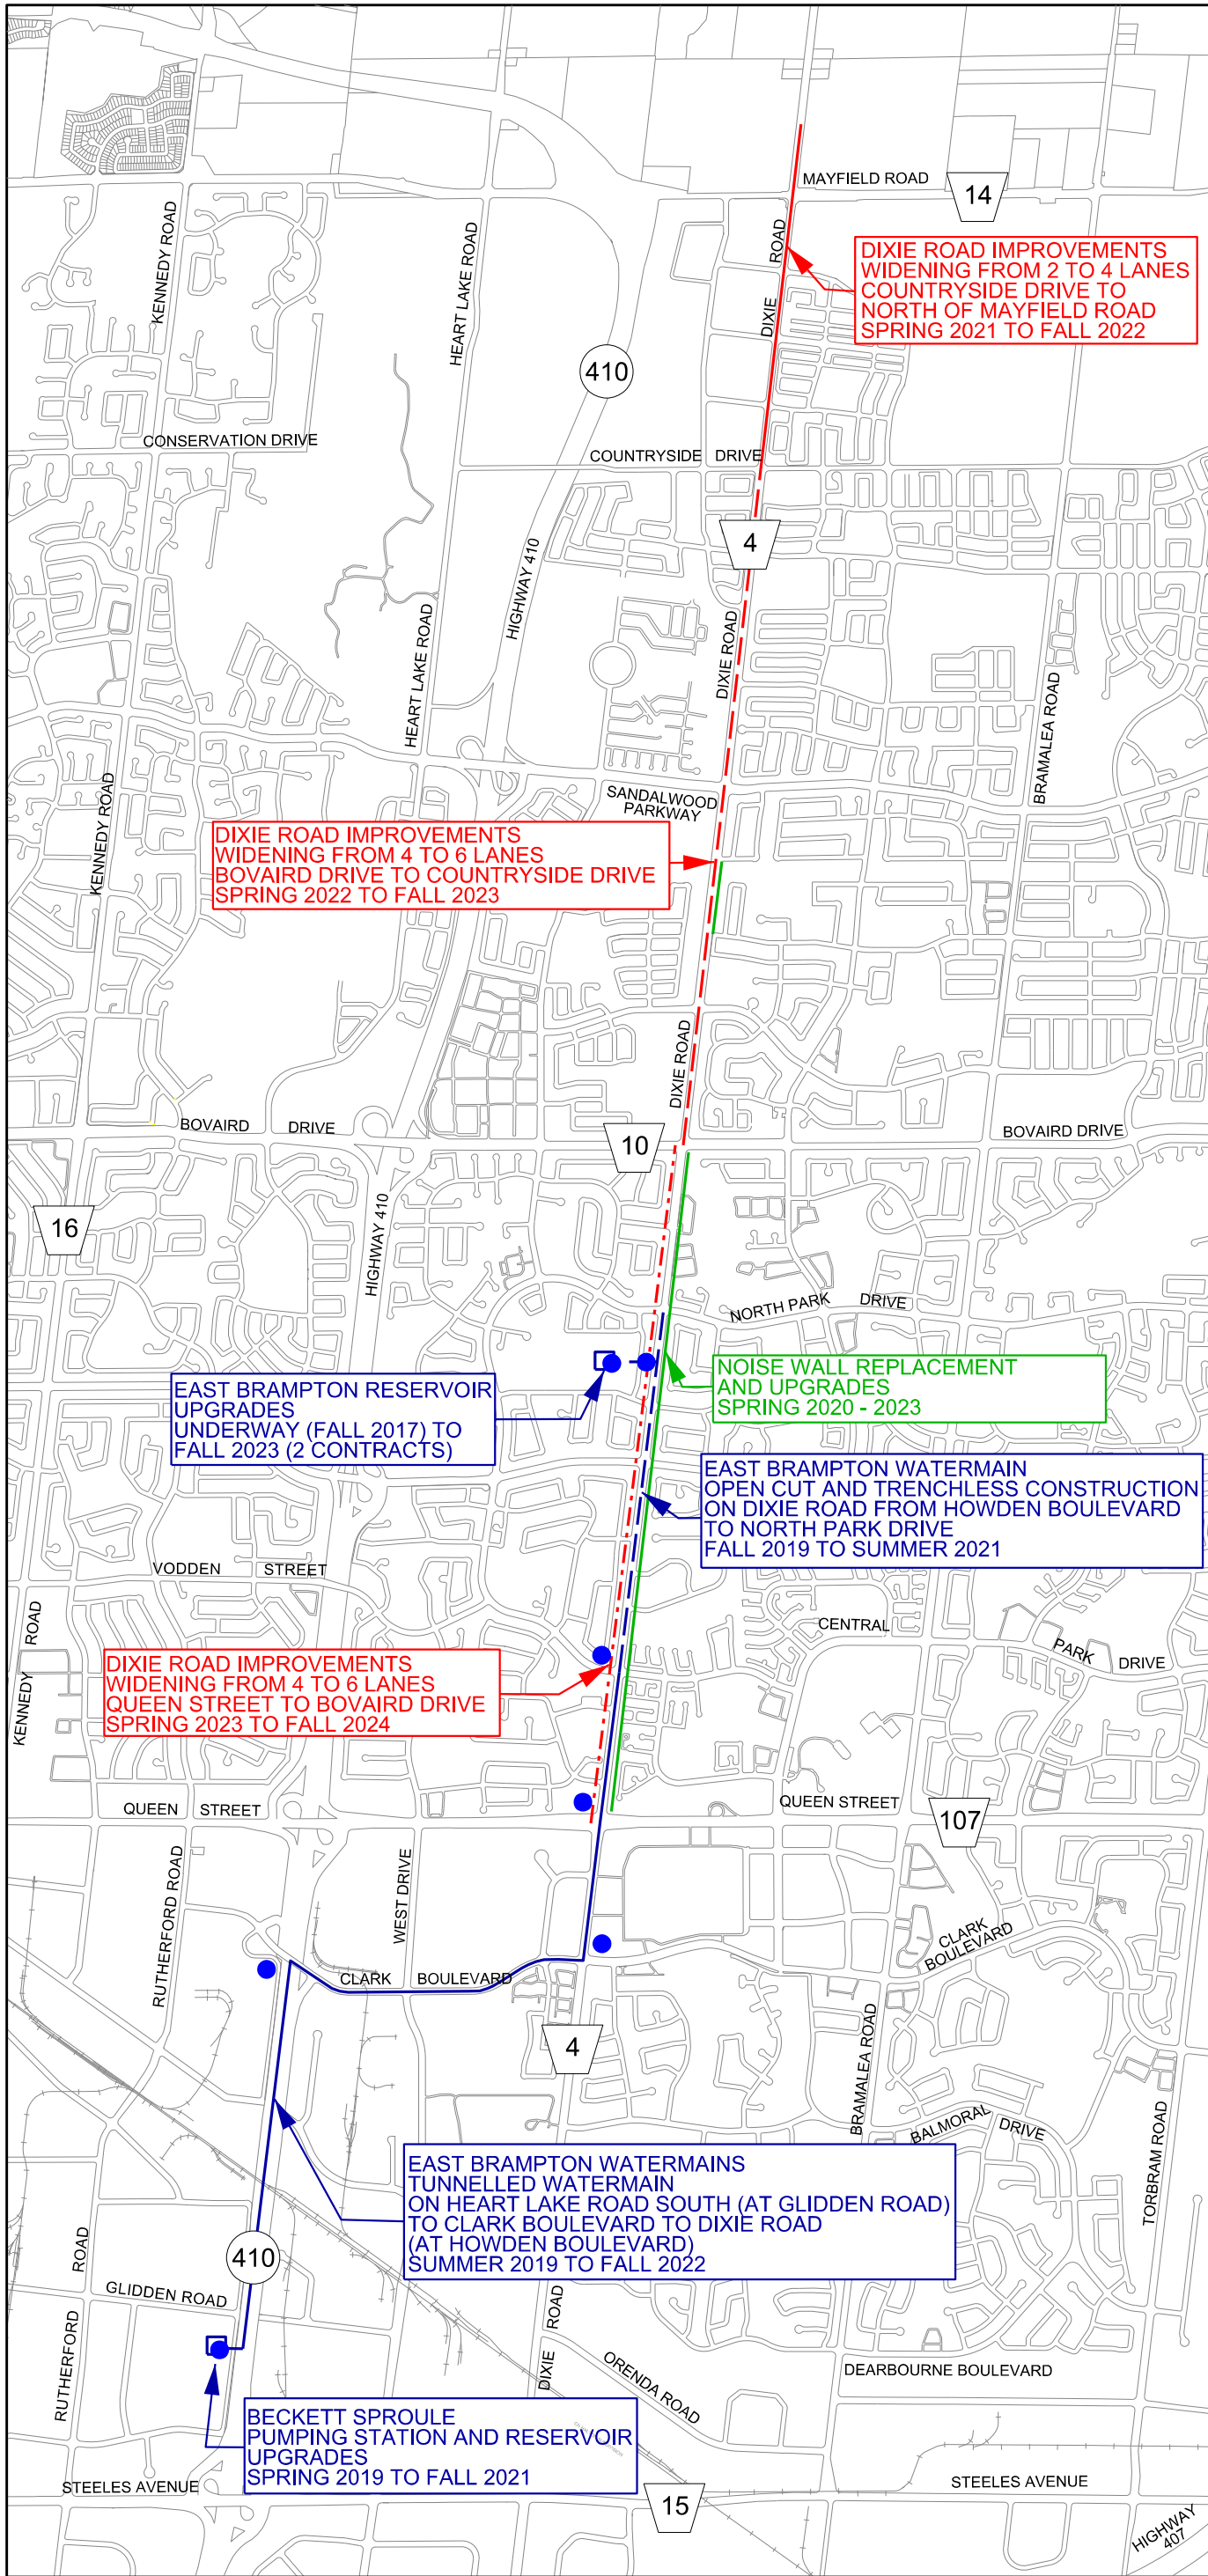 MAYFIELD ROAD
14
KENNEDY ROAD
HEART LAKE ROAD
DIXIE ROAD
DIXIE ROAD IMPROVEMENTS
WIDENING FROM 2 TO 4 LANES
COUNTRYSIDE DRIVE TO
NORTH OF MAYFIELD ROAD
SPRING 2021 TO FALL 2022
410
CONSERVATION DRIVE
COUNTRYSIDE DRIVE
4
HIGHWAY 410
HEART LAKE ROAD
DIXIE ROAD
BRAMALEA ROAD
KENNEDY ROAD
SANDALWOOD
PARKWAY
DIXIE ROAD IMPROVEMENTS
WIDENING FROM 4 TO 6 LANES
BOVAIRD DRIVE TO COUNTRYSIDE DRIVE
SPRING 2022 TO FALL 2023
DIXIE ROAD
BOVAIRD DRIVE
10
BOVAIRD DRIVE
16
HIGHWAY 410
NORTH PARK DRIVE
NOISE WALL REPLACEMENT
AND UPGRADES
SPRING 2020 - 2023
EAST BRAMPTON RESERVOIR
UPGRADES
UNDERWAY (FALL 2017) TO
FALL 2023 (2 CONTRACTS)
EAST BRAMPTON WATERMAIN
OPEN CUT AND TRENCHLESS CONSTRUCTION
ON DIXIE ROAD FROM HOWDEN BOULEVARD
TO NORTH PARK DRIVE
FALL 2019 TO SUMMER 2021
VODDEN STREET
KENNEDY ROAD
CENTRAL PARK DRIVE
DIXIE ROAD IMPROVEMENTS
WIDENING FROM 4 TO 6 LANES
QUEEN STREET TO BOVAIRD DRIVE
SPRING 2023 TO FALL 2024
QUEEN STREET
QUEEN STREET
107
RUTHERFORD ROAD
WEST DRIVE
CLARK
BOULEVARD
CLARK BOULEVARD
4
BRAMALEA ROAD
BALMORAL DRIVE
TORBRAM ROAD
EAST BRAMPTON WATERMAINS
TUNNELLED WATERMAIN
ON HEART LAKE ROAD SOUTH (AT GLIDDEN ROAD)
TO CLARK BOULEVARD TO DIXIE ROAD
(AT HOWDEN BOULEVARD)
SUMMER 2019 TO FALL 2022
410
GLIDDEN ROAD
RUTHERFORD ROAD
DIXIE ROAD
ORENDA ROAD
DEARBOURNE BOULEVARD
BECKETT SPROULE
PUMPING STATION AND RESERVOIR
UPGRADES
SPRING 2019 TO FALL 2021
STEELES AVENUE
15
STEELES AVENUE
HIGHWAY
407